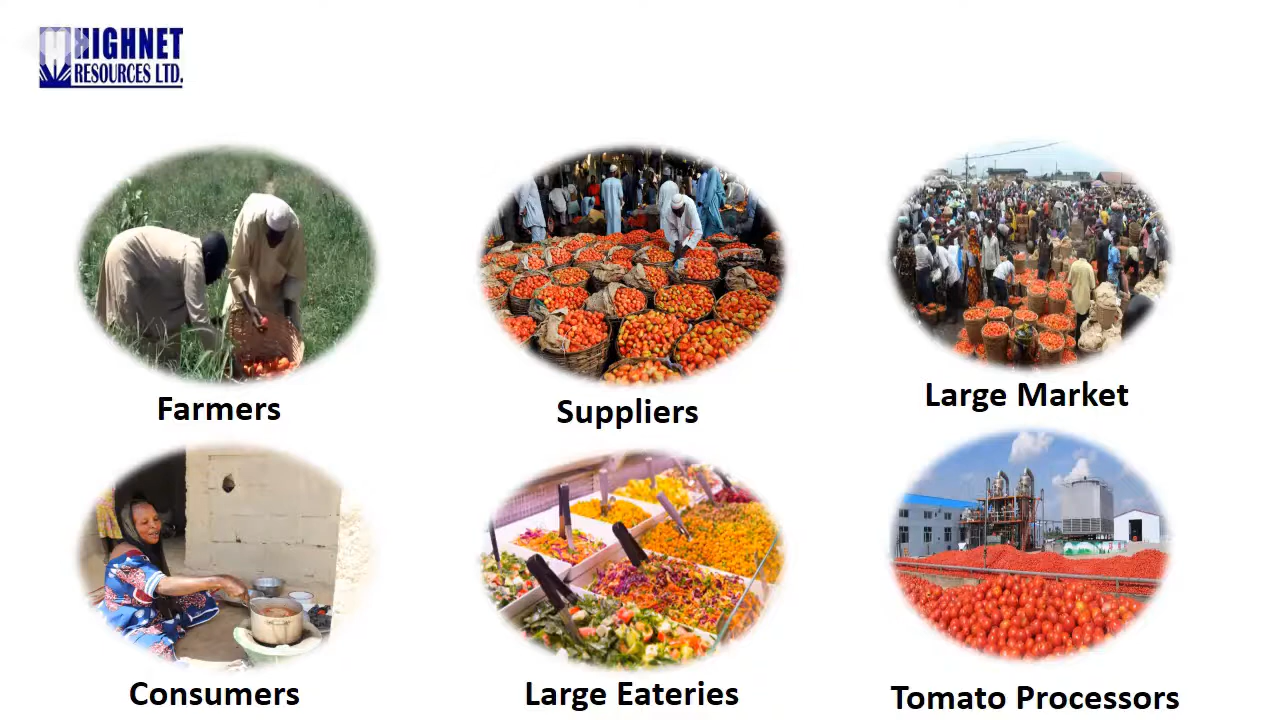 HIGHNET
RESOURCES LTD.
Farmers
Suppliers
Large Market
Consumers
Large Eateries
Tomato Processors